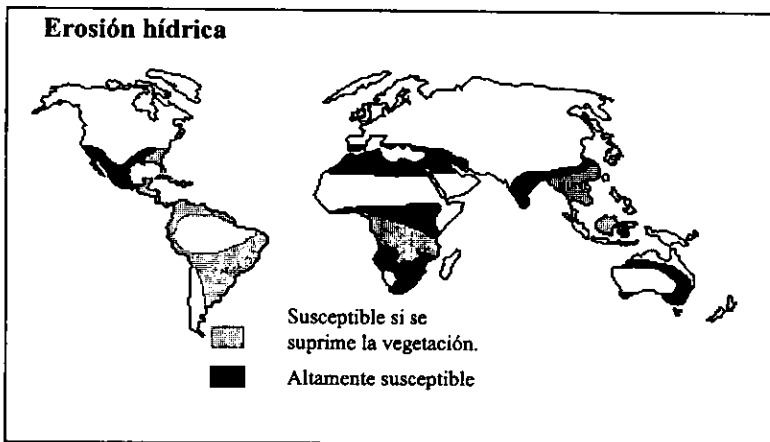 Erosión hídrica
Susceptible si se
suprime la vegetación.
Altamente susceptible